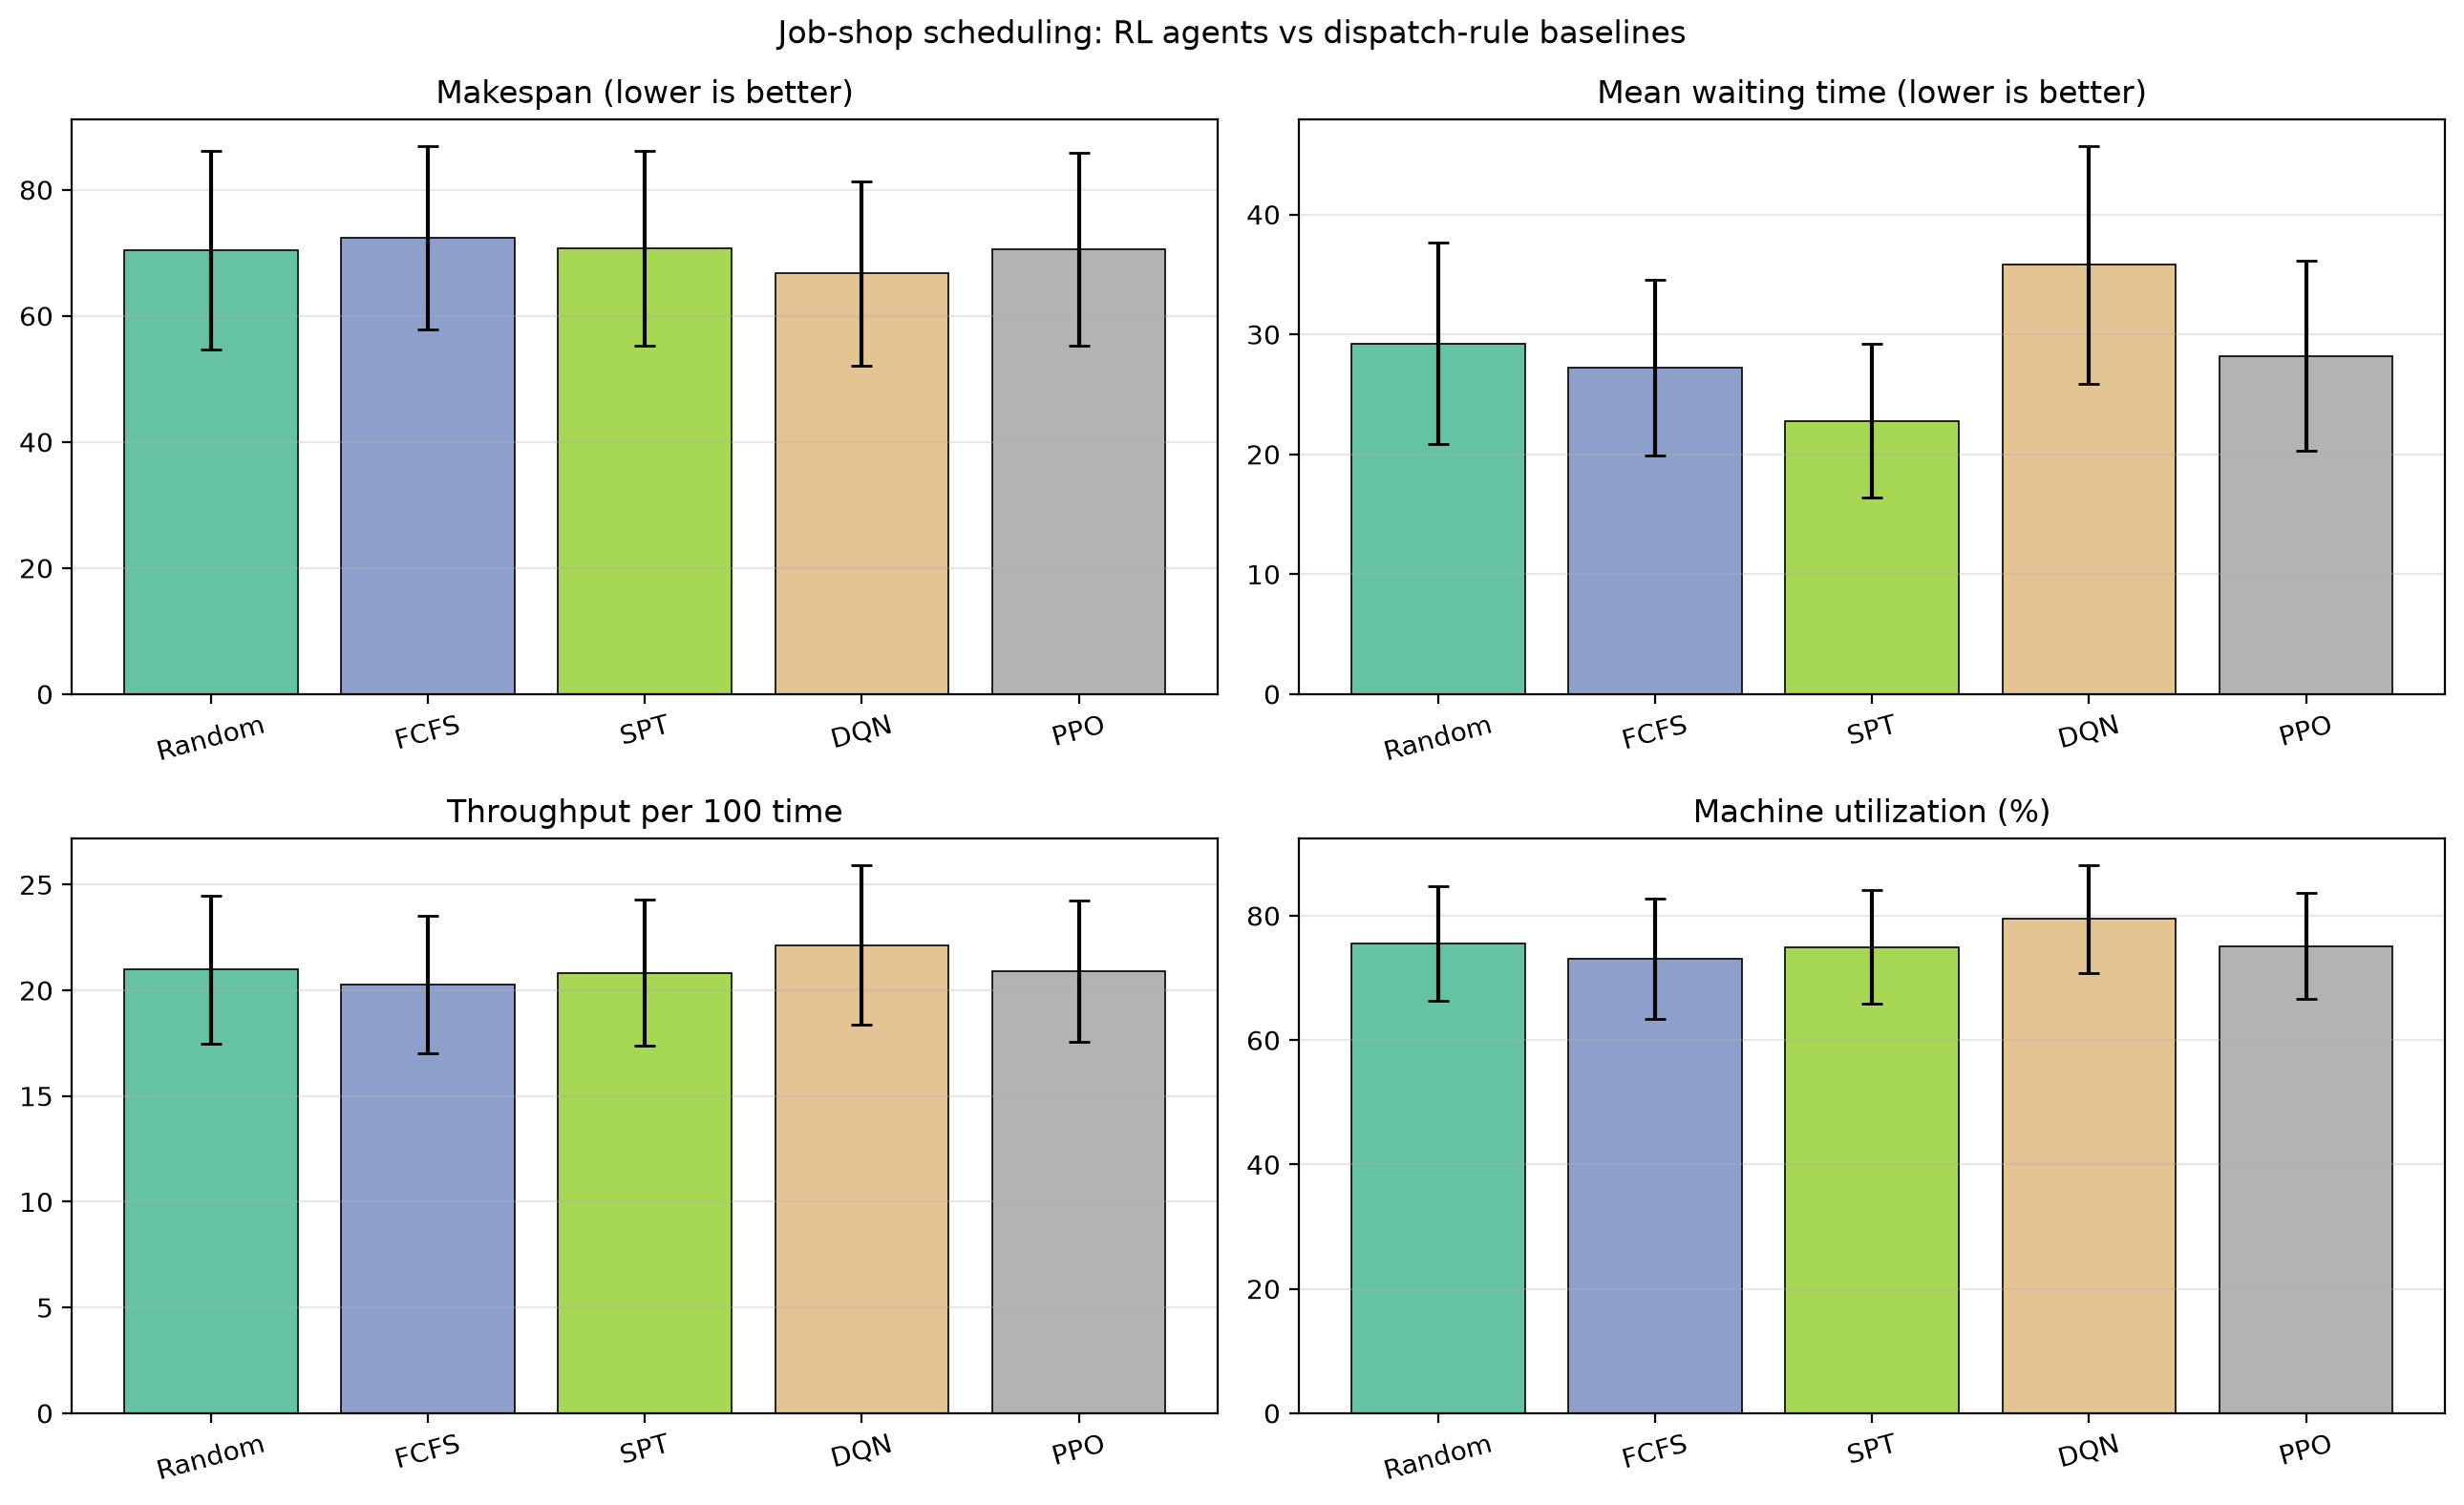 Job-shop scheduling: RL agents vs dispatch-rule baselines
Makespan (lower is better)
80
60
40
20
0
Random FCFS SPT DQN PPO
Mean waiting time (lower is better)
40
30
20
10
0
Random FCFS SPT DQN PPO
Throughput per 100 time
25
20
15
10
5
0
Random FCFS SPT DQN PPO
Machine utilization (%)
80
60
40
20
0
Random FCFS SPT DQN PPO